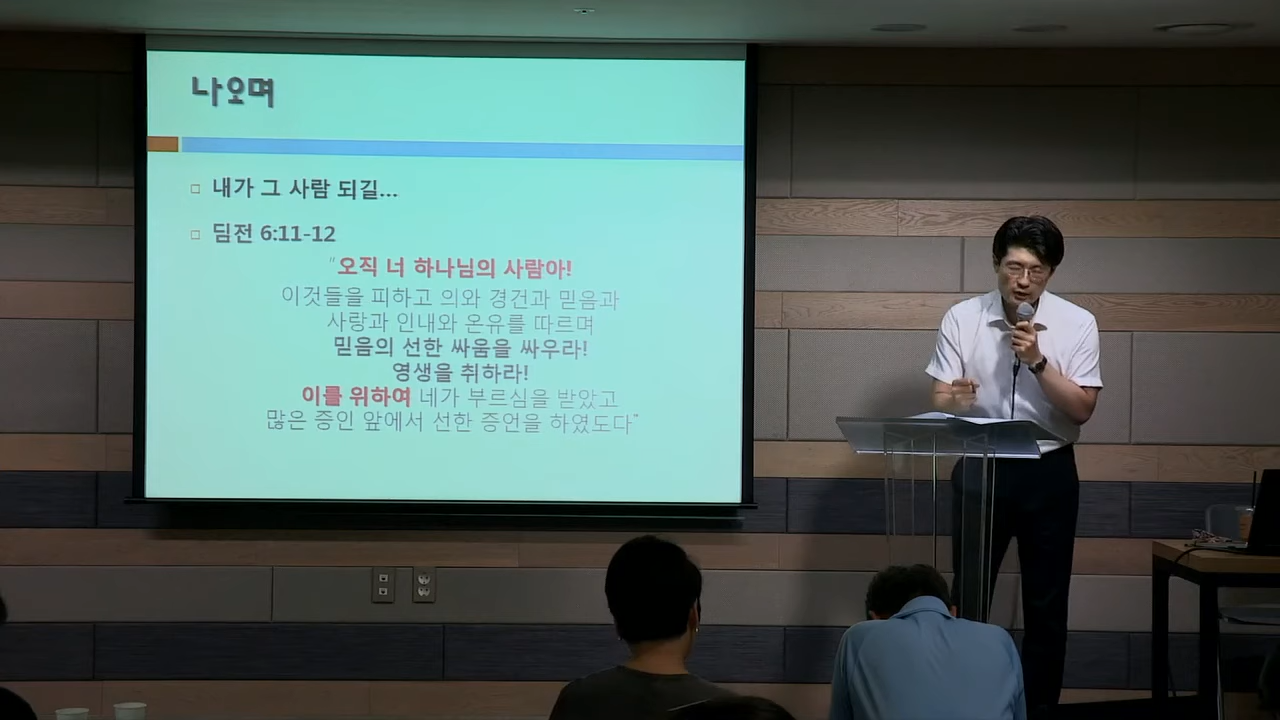 나오며
내가 그 사람 되길...
딤전 6:11-12
"오직 너 하나님의 사람아!
이것들을 피하고 의와 경건과 믿음과
사랑과 인내와 온유를 따르며
믿음의 선한 싸움을 싸우라!
영생을 취하라!
이를 위하여 네가 부르심을 받았고
많은 증인 앞에서 선한 증언을 하였도다"